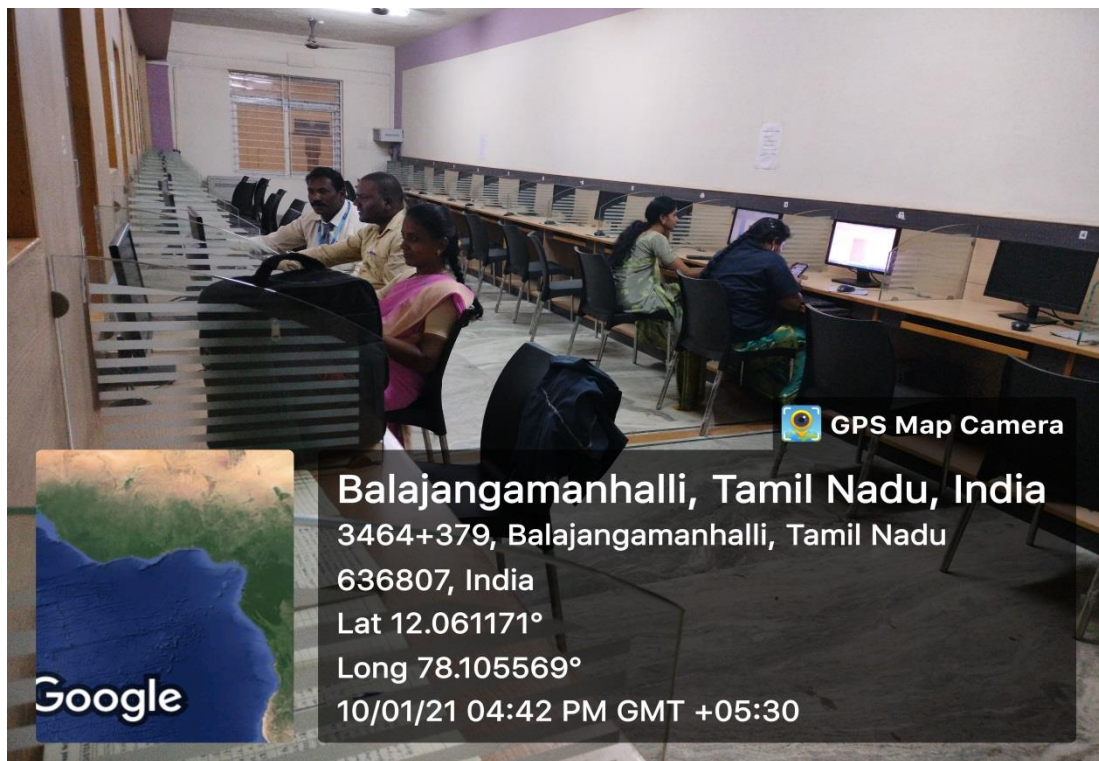 GPS Map Camera
Balajangamanhalli, Tamil Nadu, India
3464+379, Balajangamanhalli, Tamil Nadu
636807, India
Lat 12.061171°
Long 78.105569°
10/01/21 04:42 PM GMT +05:30
Google